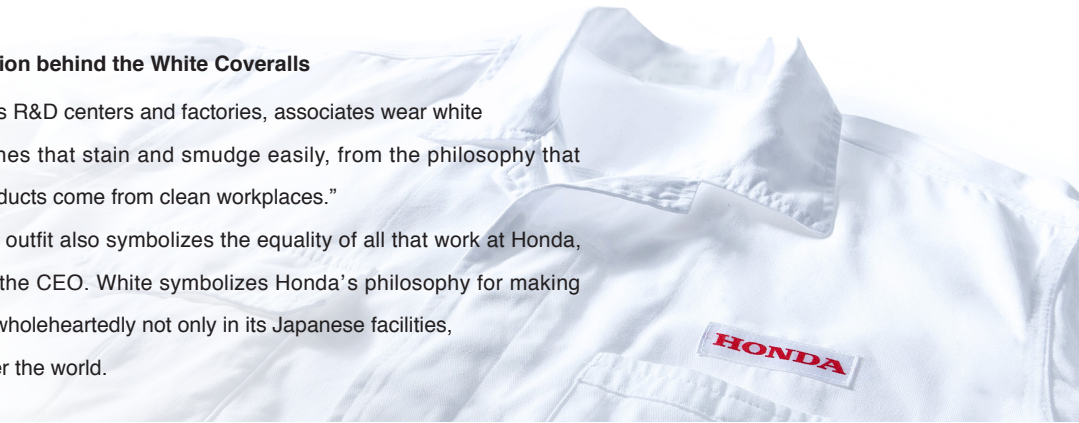 ion behind the White Coveralls
s R&D centers and factories, associates wear white
nes that stain and smudge easily, from the philosophy that
ducts come from clean workplaces.”
outfit also symbolizes the equality of all that work at Honda,
the CEO. White symbolizes Honda’s philosophy for making
wholeheartedly not only in its Japanese facilities,
er the world.
HONDA